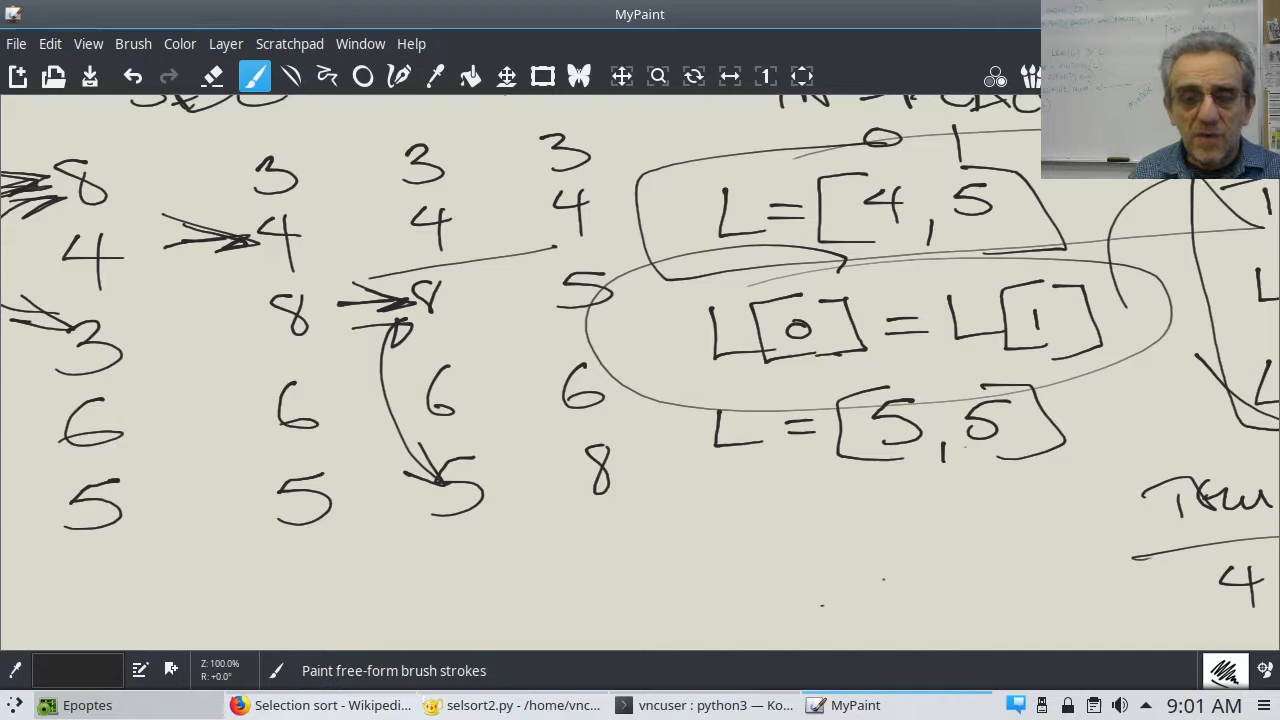 MyPaint
File Edit View Brush Color Layer Scratchpad Window Help
0 1
8 3 3 3
4 4 4 4
L = [4, 5
3 8 8 5
L[0] = L[1]
6 6 6 6
L = [5, 5]
5 5 5 8
4
Z: 100.0%
R: +0.0°
Paint free-form brush strokes
Epoptes
Selection sort - Wikipedi...
selsort2.py - /home/vnc...
vncuser : python3 — Ko...
MyPaint
9:01 AM